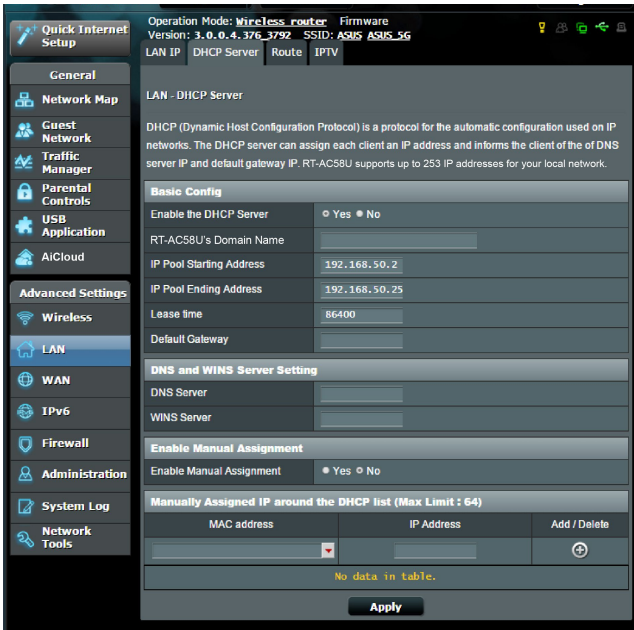 Quick Internet
Setup
Operation Mode: Wireless router Firmware
Version: 3.0.0.4.376_3792 SSID: ASUS ASUS_5G
LAN IP DHCP Server Route IPTV
General
Network Map
Guest
Network
Traffic
Manager
Parental
Controls
USB
Application
AiCloud
Advanced Settings
Wireless
LAN
WAN
IPv6
Firewall
Administration
System Log
Network
Tools
LAN - DHCP Server
DHCP (Dynamic Host Configuration Protocol) is a protocol for the automatic configuration used on IP
networks. The DHCP server can assign each client an IP address and informs the client of the of DNS
server IP and default gateway IP. RT-AC58U supports up to 253 IP addresses for your local network.
Basic Config
Enable the DHCP Server Yes No
RT-AC58U's Domain Name
IP Pool Starting Address 192.168.50.2
IP Pool Ending Address 192.168.50.25
Lease time 86400
Default Gateway
DNS and WINS Server Setting
DNS Server
WINS Server
Enable Manual Assignment
Enable Manual Assignment Yes No
Manually Assigned IP around the DHCP list (Max Limit : 64)
MAC address IP Address Add / Delete
No data in table.
Apply